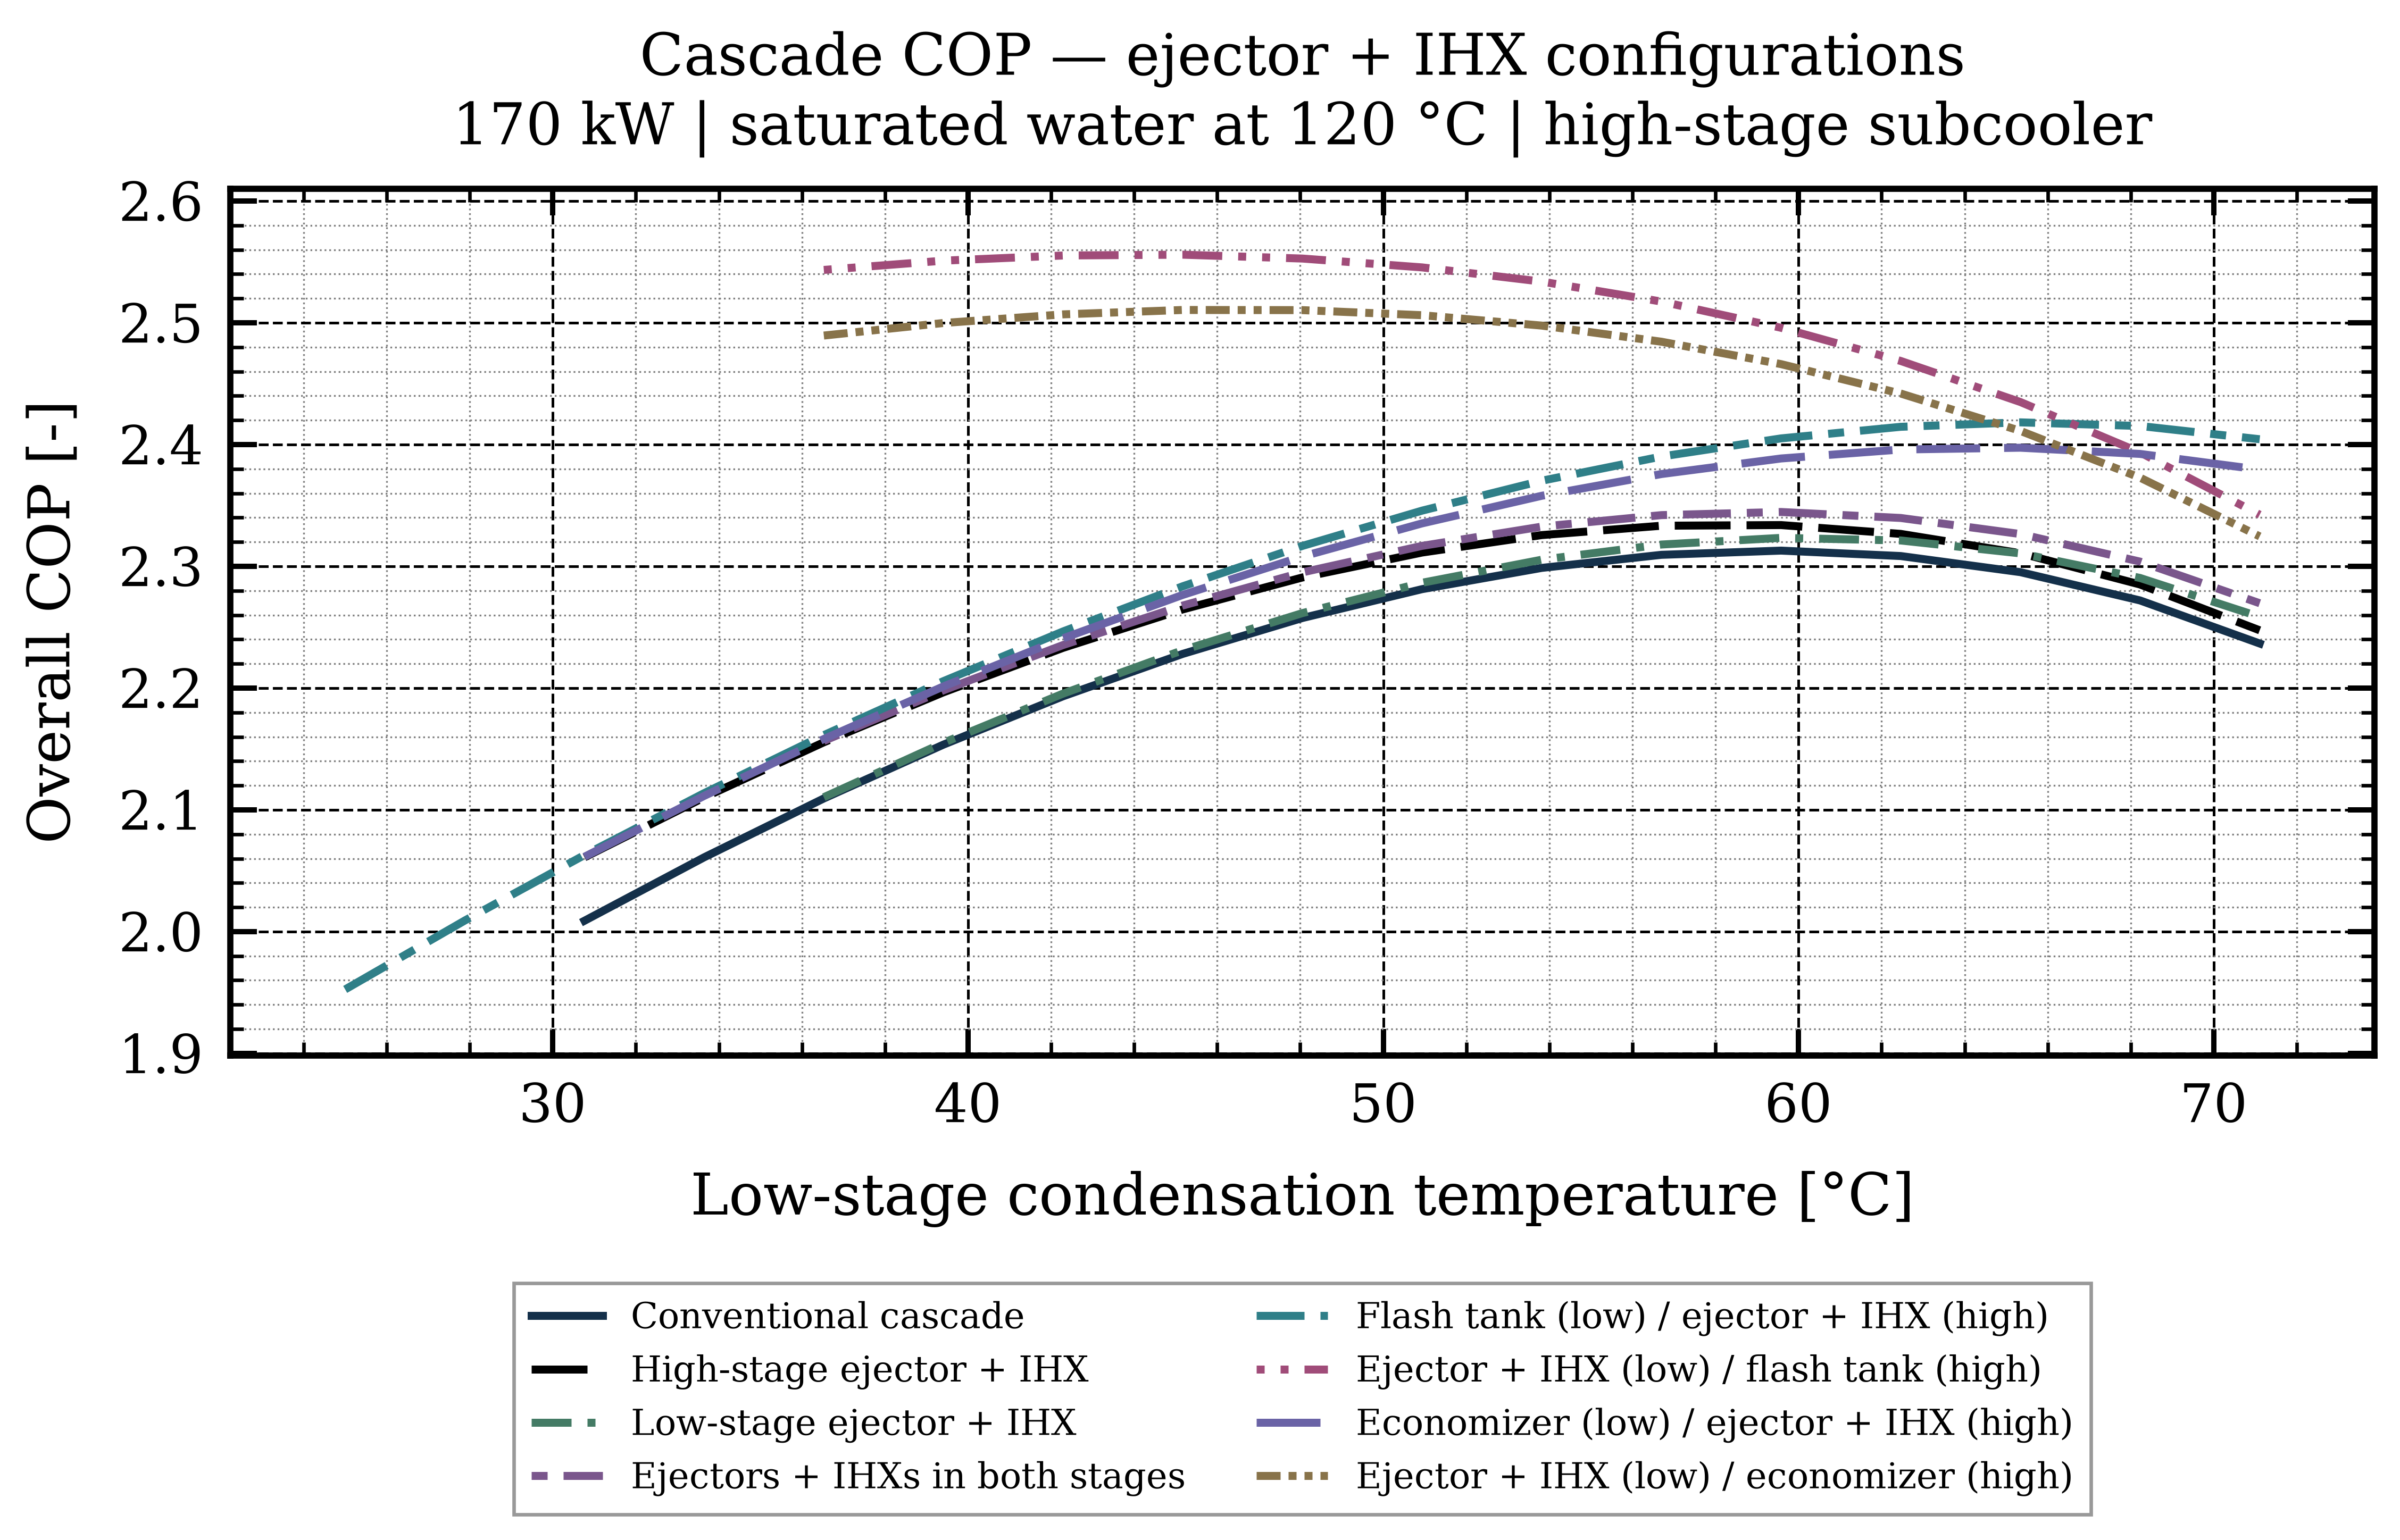 Cascade COP — ejector + IHX configurations
170 kW | saturated water at 120 °C | high-stage subcooler
Overall COP [-]
2.6
2.5
2.4
2.3
2.2
2.1
2.0
1.9
30 40 50 60 70
Low-stage condensation temperature [°C]
Conventional cascade
High-stage ejector + IHX
Low-stage ejector + IHX
Ejectors + IHXs in both stages
Flash tank (low) / ejector + IHX (high)
Ejector + IHX (low) / flash tank (high)
Economizer (low) / ejector + IHX (high)
Ejector + IHX (low) / economizer (high)